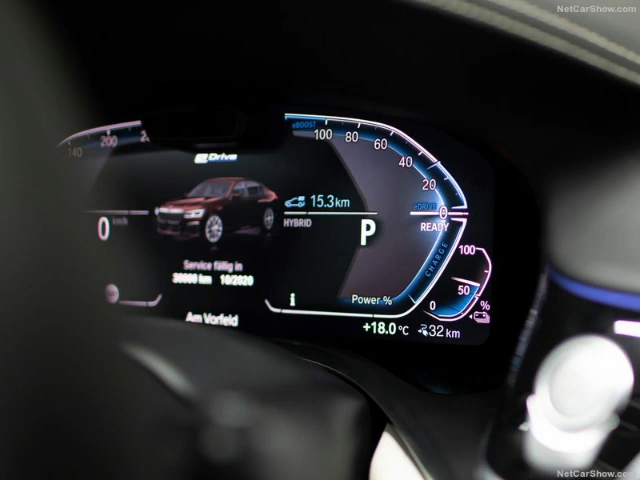 NetCarShow.com
140 200
eBOOST
100 80 60 40 20 0
eDrive
0 km/h
15.3 km
HYBRID
P
eDRIVE
READY
CHARGE
Service fällig in
30000 km 10/2020
i
Power %
100
50
0
%
Am Vorfeld
+18.0 °C
32 km
NetCarShow.com